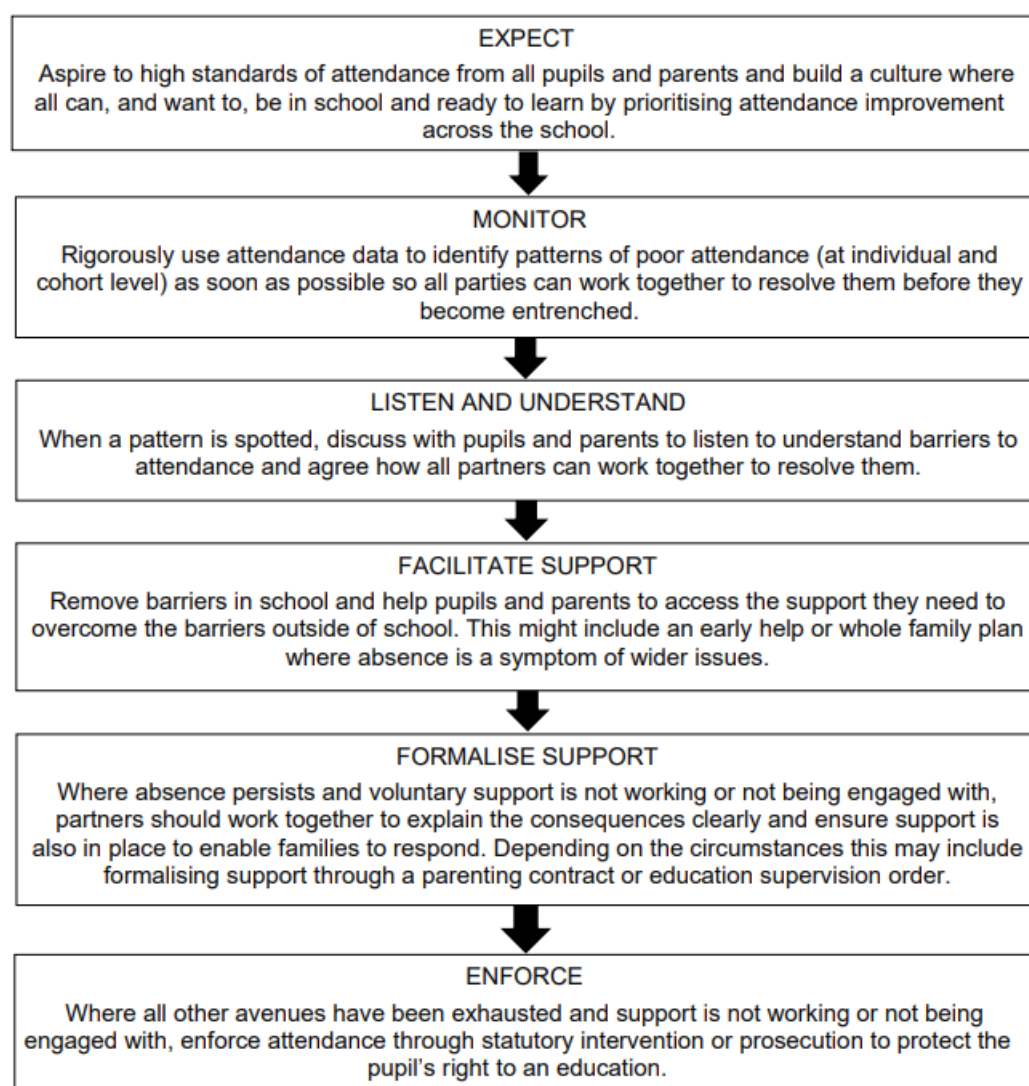 EXPECT
Aspire to high standards of attendance from all pupils and parents and build a culture where
all can, and want to, be in school and ready to learn by prioritising attendance improvement
across the school.
MONITOR
Rigorously use attendance data to identify patterns of poor attendance (at individual and
cohort level) as soon as possible so all parties can work together to resolve them before they
become entrenched.
LISTEN AND UNDERSTAND
When a pattern is spotted, discuss with pupils and parents to listen to understand barriers to
attendance and agree how all partners can work together to resolve them.
FACILITATE SUPPORT
Remove barriers in school and help pupils and parents to access the support they need to
overcome the barriers outside of school. This might include an early help or whole family plan
where absence is a symptom of wider issues.
FORMALISE SUPPORT
Where absence persists and voluntary support is not working or not being engaged with,
partners should work together to explain the consequences clearly and ensure support is
also in place to enable families to respond. Depending on the circumstances this may include
formalising support through a parenting contract or education supervision order.
ENFORCE
Where all other avenues have been exhausted and support is not working or not being
engaged with, enforce attendance through statutory intervention or prosecution to protect the
pupil's right to an education.